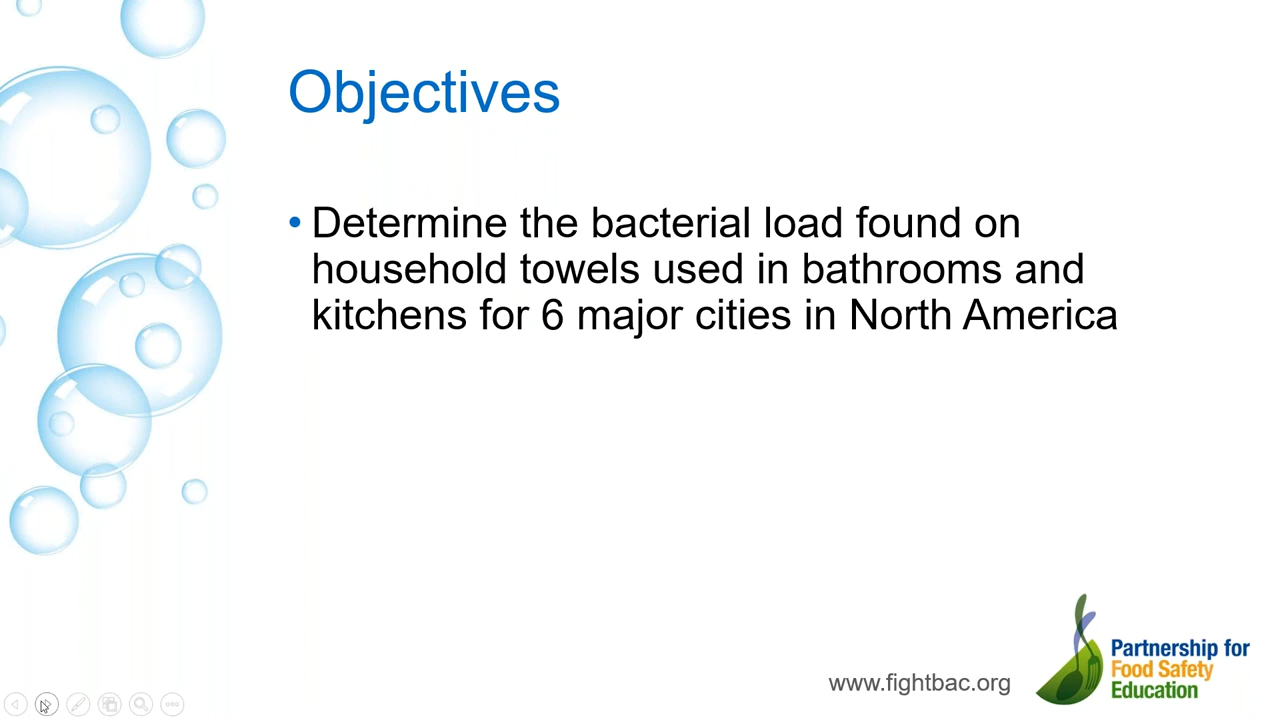 Objectives
• Determine the bacterial load found on
household towels used in bathrooms and
kitchens for 6 major cities in North America
www.fightbac.org
Partnership for
Food Safety
Education